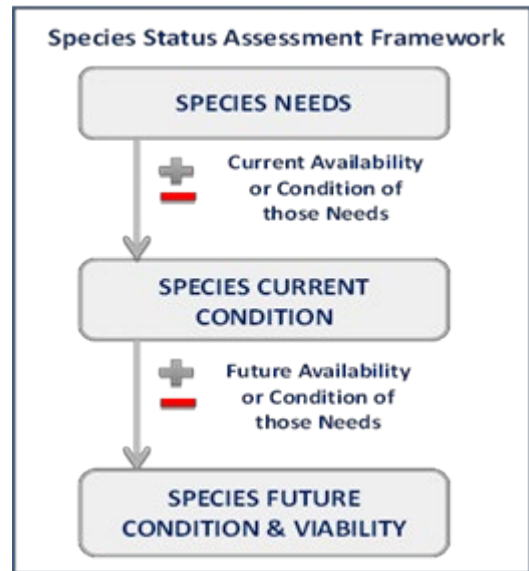 Species Status Assessment Framework
SPECIES NEEDS
Current Availability
or Condition of
those Needs
SPECIES CURRENT
CONDITION
Future Availability
or Condition of
those Needs
SPECIES FUTURE
CONDITION & VIABILITY